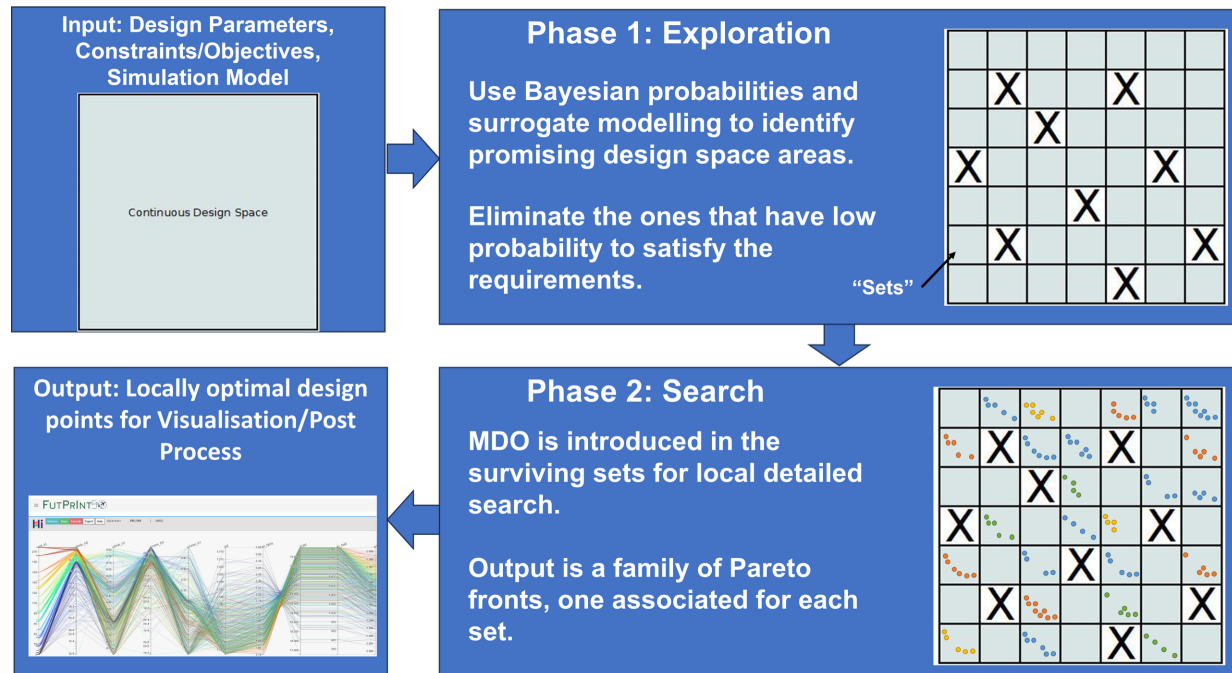 Input: Design Parameters,
Constraints/Objectives,
Simulation Model
Continuous Design Space
Phase 1: Exploration
Use Bayesian probabilities and
surrogate modelling to identify
promising design space areas.
Eliminate the ones that have low
probability to satisfy the
requirements.
X X
X
X X
X
X X
X
“Sets”
Output: Locally optimal design
points for Visualisation/Post
Process
FUTPRINT
Hi
Phase 2: Search
MDO is introduced in the
surviving sets for local detailed
search.
Output is a family of Pareto
fronts, one associated for each
set.
X X
X
X X
X
X X
X